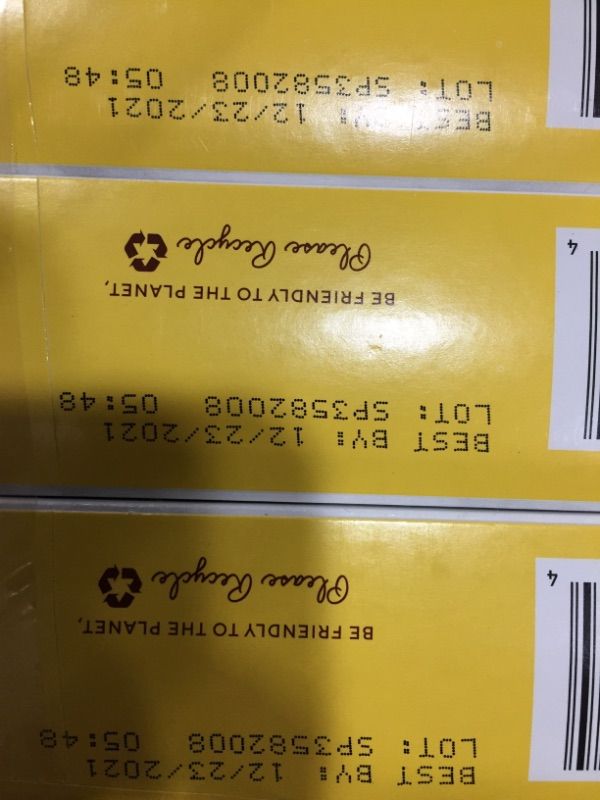 BEST BY: 12/23/2021
LOT: SP3582008 05:48
BE FRIENDLY TO THE PLANET,
Please Recycle
4
BEST BY: 12/23/2021
LOT: SP3582008 05:48
BE FRIENDLY TO THE PLANET,
Please Recycle
4
BEST BY: 12/23/2021
LOT: SP3582008 05:48